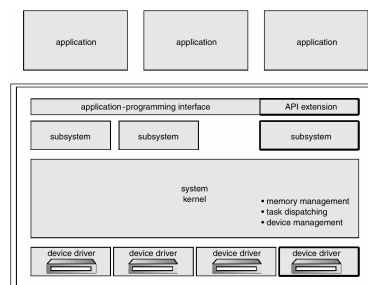 application
application
application
application-programming interface
API extension
subsystem
subsystem
subsystem
system
kernel
• memory management
• task dispatching
• device management
device driver
device driver
device driver
device driver